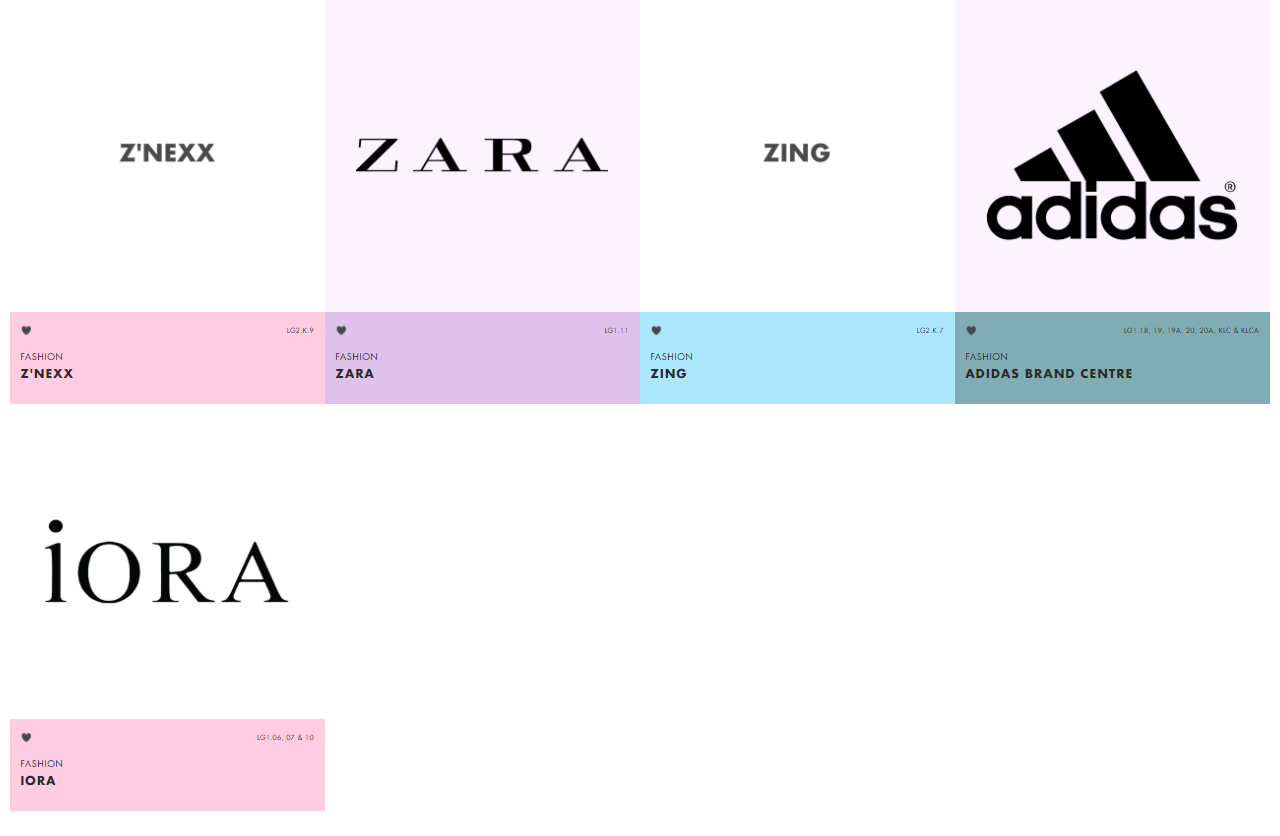 Z'NEXX
ZARA
ZING
adidas®
LG2.K.9
FASHION
Z'NEXX
LG1.11
FASHION
ZARA
LG2.K.7
FASHION
ZING
LG1.18, 19, 19A, 20, 20A, KLC & KLCA
FASHION
ADIDAS BRAND CENTRE
iORA
LG1.06, 07 & 10
FASHION
IORA